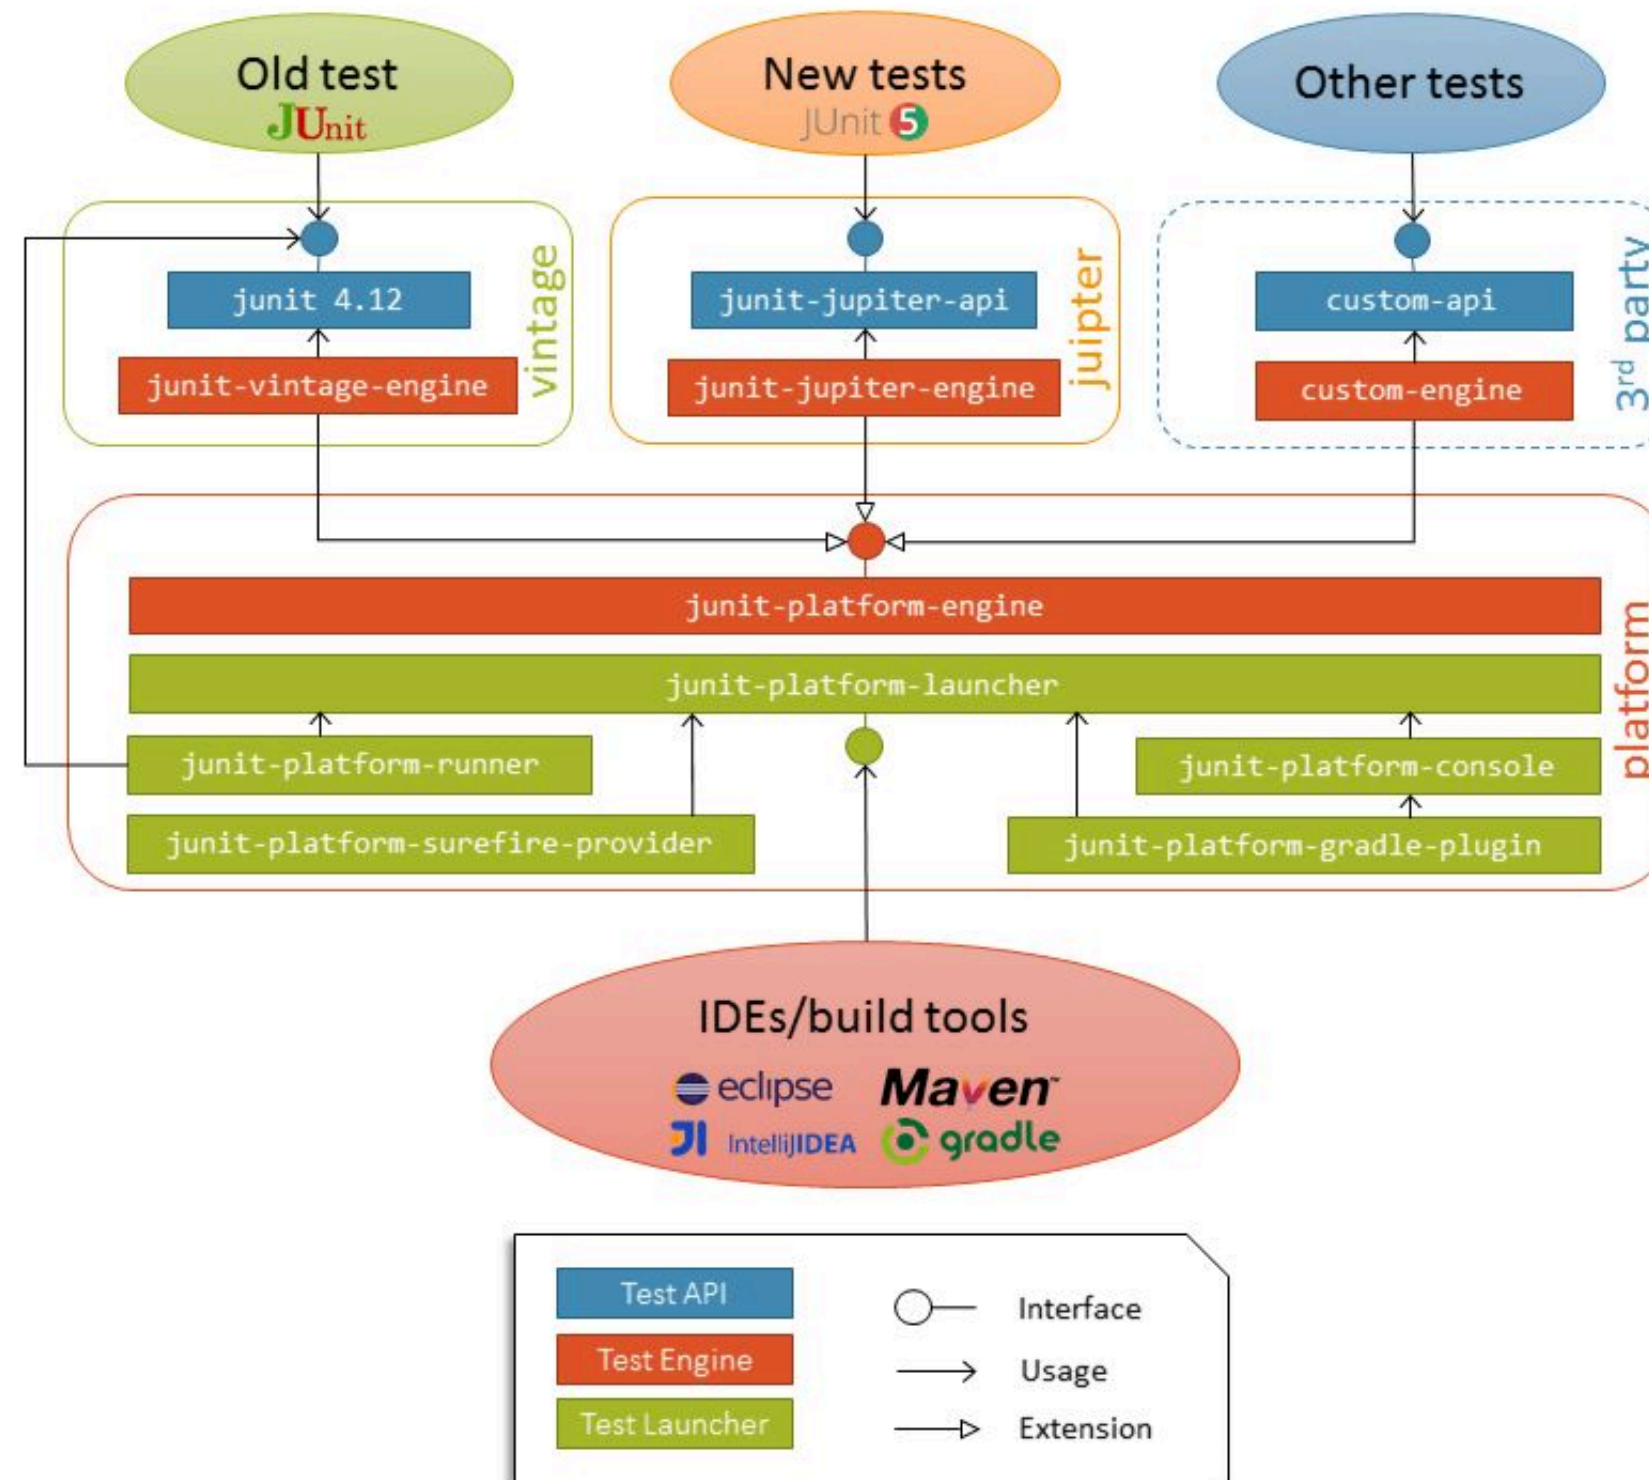 Old test
JUnit
New tests
JUnit 5
Other tests
junit 4.12
junit-vintage-engine
vintage
junit-jupiter-api
junit-jupiter-engine
juipter
custom-api
custom-engine
3rd party
junit-platform-engine
junit-platform-launcher
junit-platform-runner
junit-platform-console
junit-platform-surefire-provider
junit-platform-gradle-plugin
platform
IDEs/build tools
eclipse
Maven™
JI IntelliJIDEA
gradle
Test API
Interface
Test Engine
Usage
Test Launcher
Extension